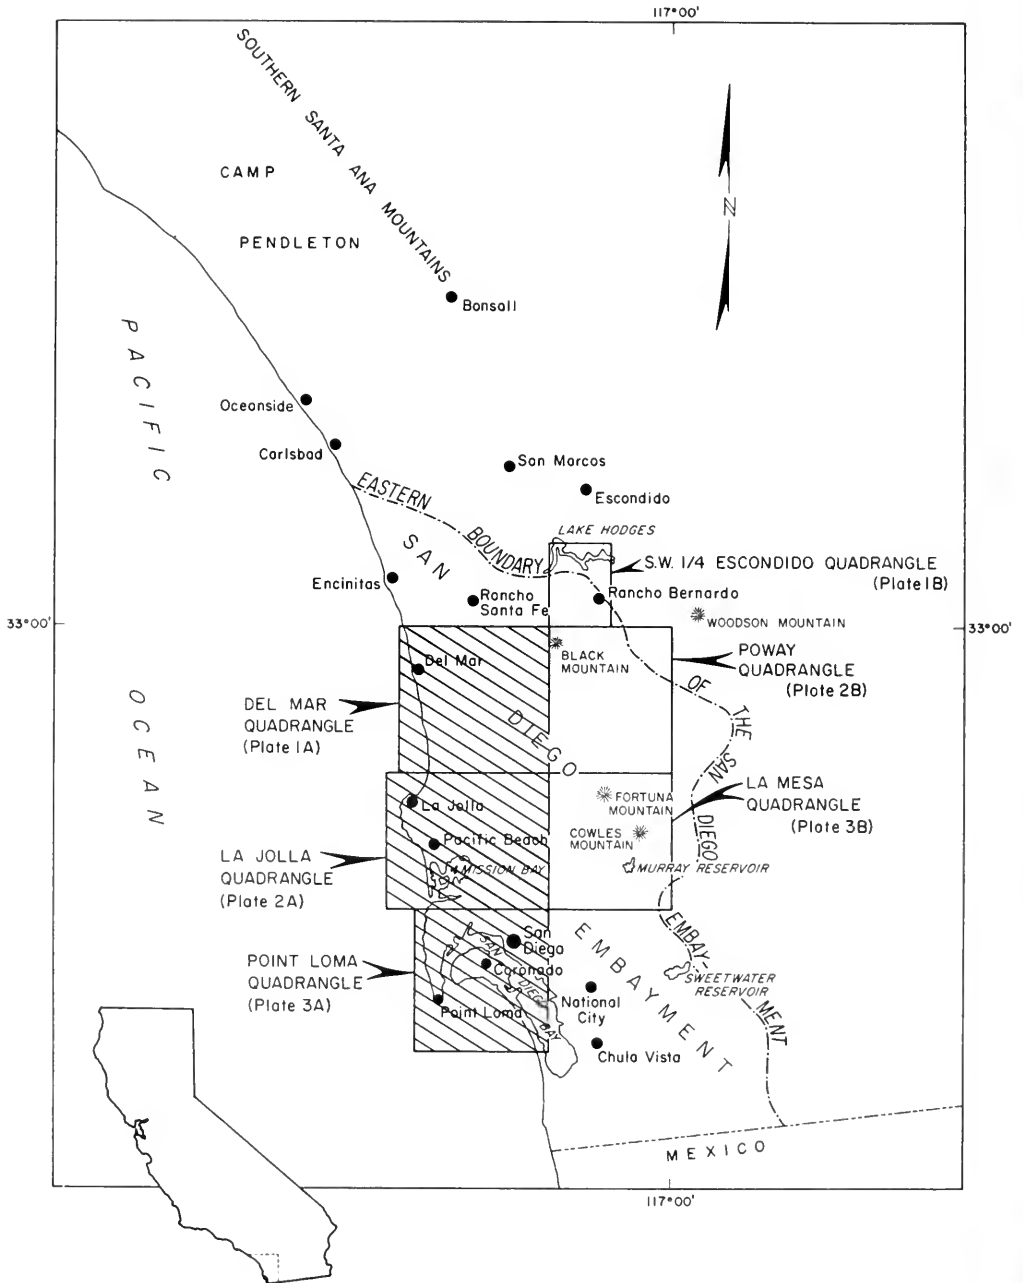 117°00'
SOUTHERN SANTA ANA MOUNTAINS
CAMP
PENDLETON
N
Bonsall
PACIFIC
OCEAN
Oceanside
Carlsbad
San Marcos
Escondido
EASTERN BOUNDARY OF THE SAN DIEGO EMBAY-
MENT
LAKE HODGES
SAN DIEGO EMBAYMENT
S.W. 1/4 ESCONDIDO QUADRANGLE
(Plate 1B)
Encinitas
Rancho
Santa Fe
Rancho Bernardo
WOODSON MOUNTAIN
33°00'
33°00'
Del Mar
BLACK
MOUNTAIN
POWAY
QUADRANGLE
(Plate 2B)
DEL MAR
QUADRANGLE
(Plate 1A)
La Jolla
FORTUNA
MOUNTAIN
LA MESA
QUADRANGLE
(Plate 3B)
Pacific Beach
COWLES
MOUNTAIN
LA JOLLA
QUADRANGLE
(Plate 2A)
MISSION BAY
MURRAY RESERVOIR
San
Diego
SAN DIEGO BAY
Coronado
POINT LOMA
QUADRANGLE
(Plate 3A)
Point Loma
National
City
SWEETWATER
RESERVOIR
Chula Vista
MEXICO
117°00'